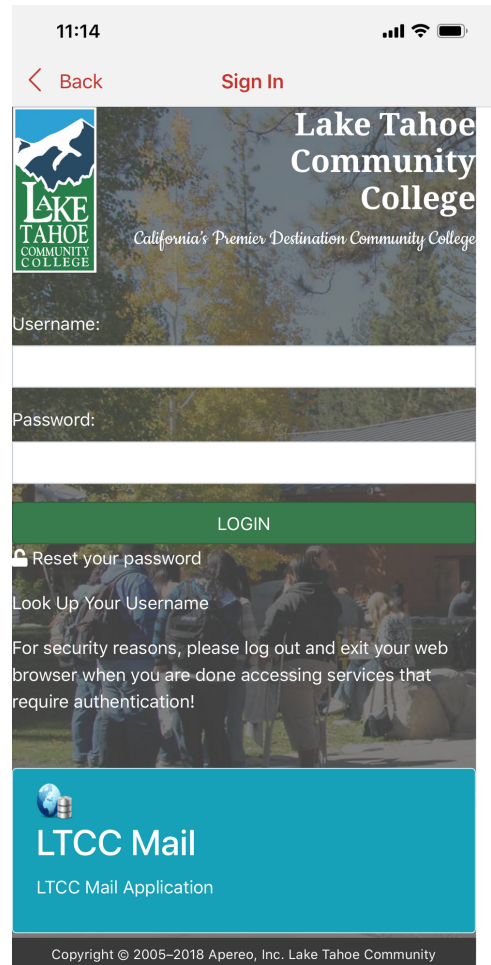 11:14
Back
Sign In
LAKE
TAHOE
COMMUNITY
COLLEGE
Lake Tahoe
Community
College
California's Premier Destination Community College
Username:
Password:
LOGIN
Reset your password
Look Up Your Username
For security reasons, please log out and exit your web
browser when you are done accessing services that
require authentication!
LTCC Mail
LTCC Mail Application
Copyright © 2005–2018 Apereo, Inc. Lake Tahoe Community